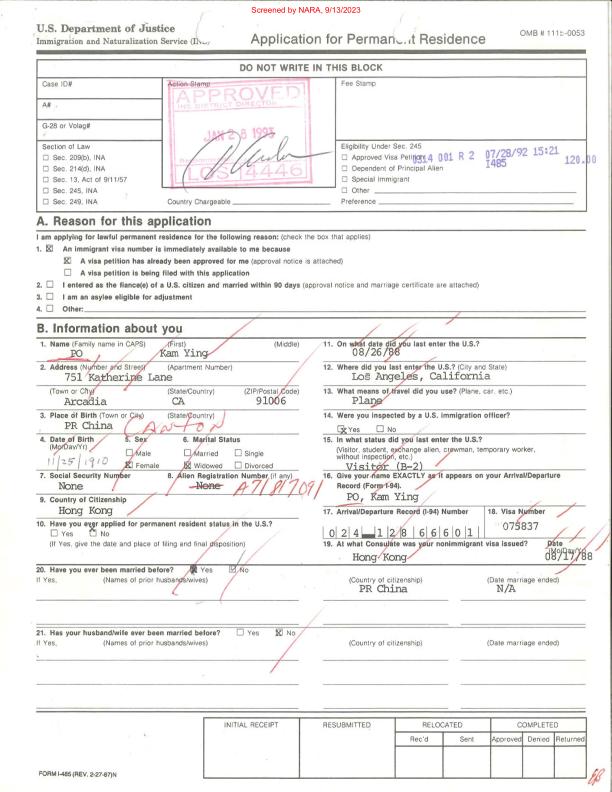 Screened by NARA, 9/13/2023
U.S. Department of Justice
Immigration and Naturalization Service (INS)
Application for Permanent Residence
OMB # 1115-0053
DO NOT WRITE IN THIS BLOCK
Case ID#
Action Stamp
Fee Stamp
A#
G-28 or Volag#
APPROVED
INS DISTRICT DIRECTOR
JAN 28 1993
LOS 14446
Section of Law
☐ Sec. 209(b), INA
☐ Sec. 214(d), INA
☐ Sec. 13, Act of 9/11/57
☐ Sec. 245, INA
☐ Sec. 249, INA
Country Chargeable
Eligibility Under Sec. 245
☐ Approved Visa Petition
☐ Dependent of Principal Alien
☐ Special Immigrant
☐ Other
Preference
0314 001 R 2 07/28/92 15:21
I485 120.00
A. Reason for this application
I am applying for lawful permanent residence for the following reason: (check the box that applies)
1. ☒ An immigrant visa number is immediately available to me because
☒ A visa petition has already been approved for me (approval notice is attached)
☐ A visa petition is being filed with this application
2. ☐ I entered as the fiance(e) of a U.S. citizen and married within 90 days (approval notice and marriage certificate are attached)
3. ☐ I am an asylee eligible for adjustment
4. ☐ Other:
B. Information about you
1. Name (Family name in CAPS) (First) (Middle)
PO Kam Ying
2. Address (Number and Street) (Apartment Number)
751 Katherine Lane
(Town or City) (State/Country) (ZIP/Postal Code)
Arcadia CA 91006
3. Place of Birth (Town or City) (State/Country)
PR China CANTON
4. Date of Birth (Mo/Day/Yr)
11/25/1910
5. Sex
☐ Male
☒ Female
6. Marital Status
☐ Married ☐ Single
☒ Widowed ☐ Divorced
7. Social Security Number
None
8. Alien Registration Number (if any)
None A71817091
9. Country of Citizenship
Hong Kong
10. Have you ever applied for permanent resident status in the U.S.?
☐ Yes ☒ No
(If Yes, give the date and place of filing and final disposition)
11. On what date did you last enter the U.S.?
08/26/88
12. Where did you last enter the U.S.? (City and State)
Los Angeles, California
13. What means of travel did you use? (Plane, car. etc.)
Plane
14. Were you inspected by a U.S. immigration officer?
☒ Yes ☐ No
15. In what status did you last enter the U.S.?
(Visitor, student, exchange alien, crewman, temporary worker, without inspection, etc.)
Visitor (B-2)
16. Give your name EXACTLY as it appears on your Arrival/Departure Record (Form I-94).
PO, Kam Ying
17. Arrival/Departure Record (I-94) Number
024 128 66601
18. Visa Number
075837
19. At what Consulate was your nonimmigrant visa issued? Date (Mo/Day/Yr)
Hong Kong 08/17/88
20. Have you ever been married before? ☒ Yes ☒ No
If Yes, (Names of prior husbands/wives) (Country of citizenship) (Date marriage ended)
PR China N/A
21. Has your husband/wife ever been married before? ☐ Yes ☒ No
If Yes, (Names of prior husbands/wives) (Country of citizenship) (Date marriage ended)
INITIAL RECEIPT RESUBMITTED RELOCATED COMPLETED
Rec'd Sent Approved Denied Returned
FORM I-485 (REV. 2-27-87)N